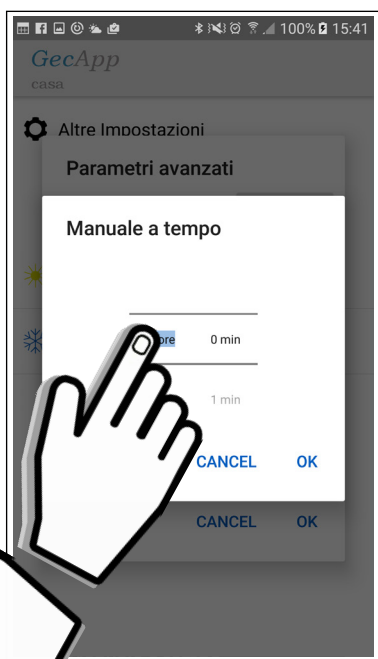 100% 15:41
GecApp
casa
Altre Impostazioni
Parametri avanzati
Manuale a tempo
ore 0 min
1 min
CANCEL OK
CANCEL OK